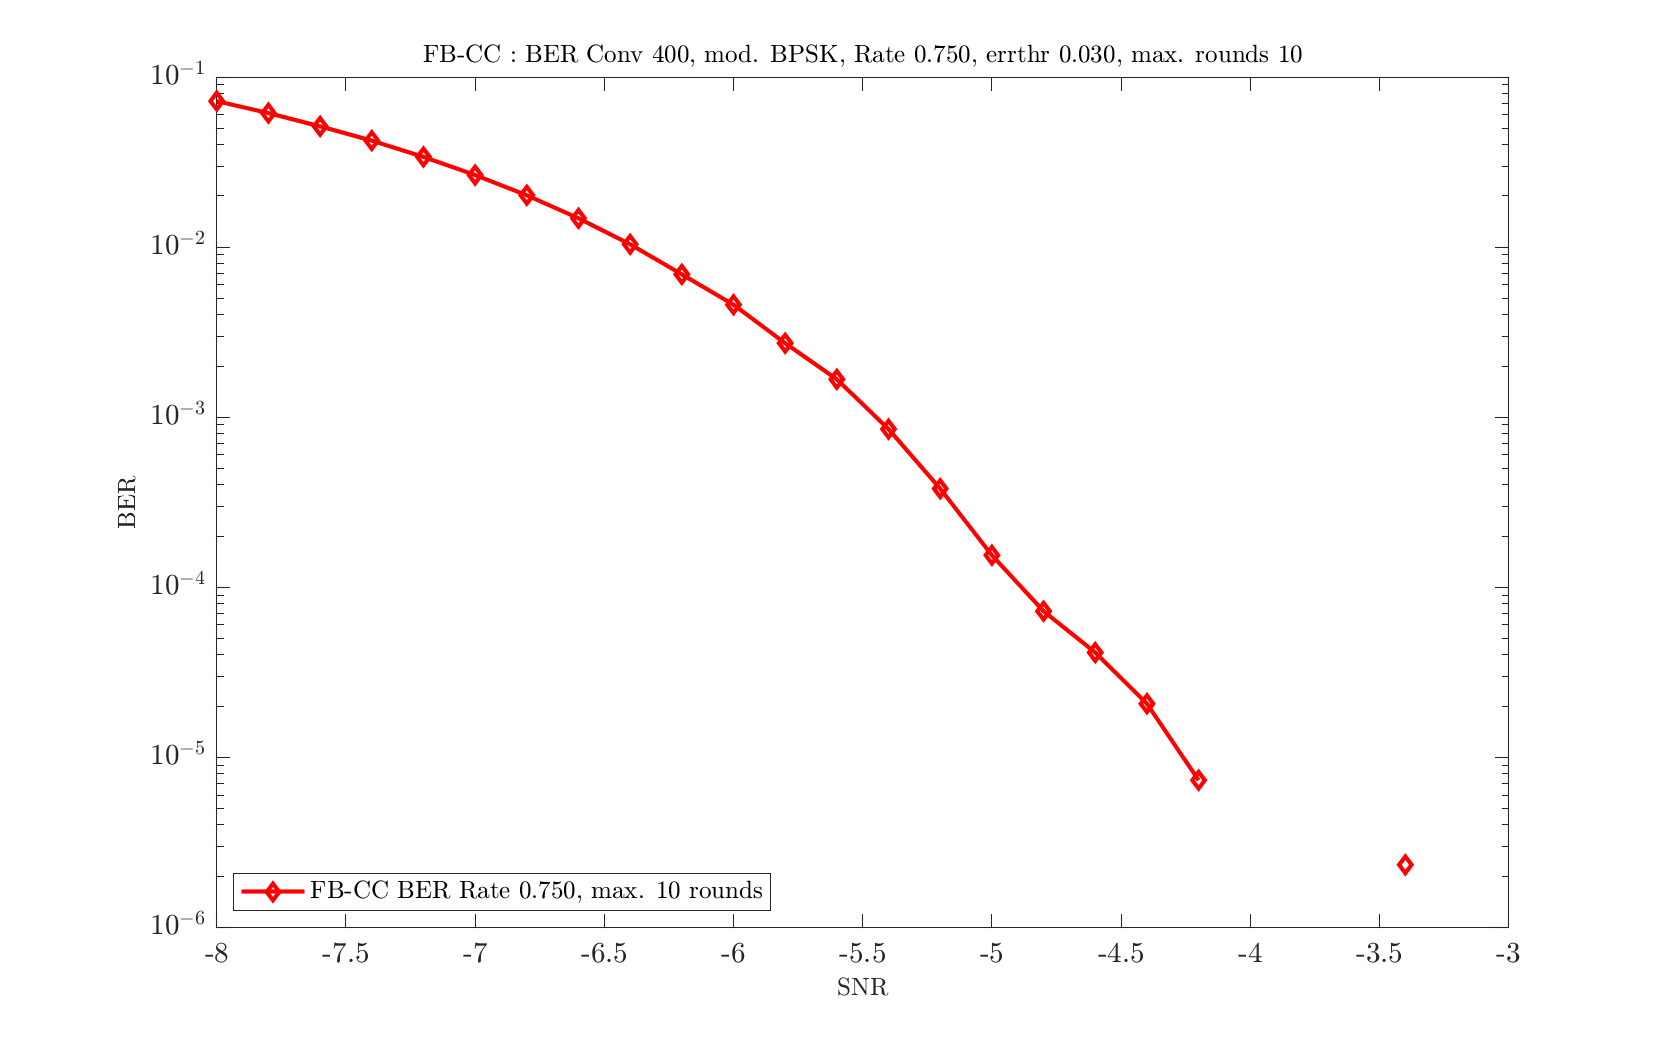 FB-CC : BER Conv 400, mod. BPSK, Rate 0.750, errthr 0.030, max. rounds 10
10^{-1}
10^{-2}
10^{-3}
10^{-4}
10^{-5}
10^{-6}
BER
FB-CC BER Rate 0.750, max. 10 rounds
-8 -7.5 -7 -6.5 -6 -5.5 -5 -4.5 -4 -3.5 -3
SNR